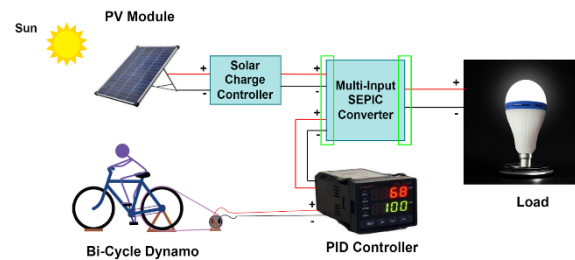 Sun
PV Module
Solar
Charge
Controller
Multi-Input
SEPIC
Converter
+
-
+
-
+
-
+
-
+
-
68
100
Bi-Cycle Dynamo
PID Controller
Load